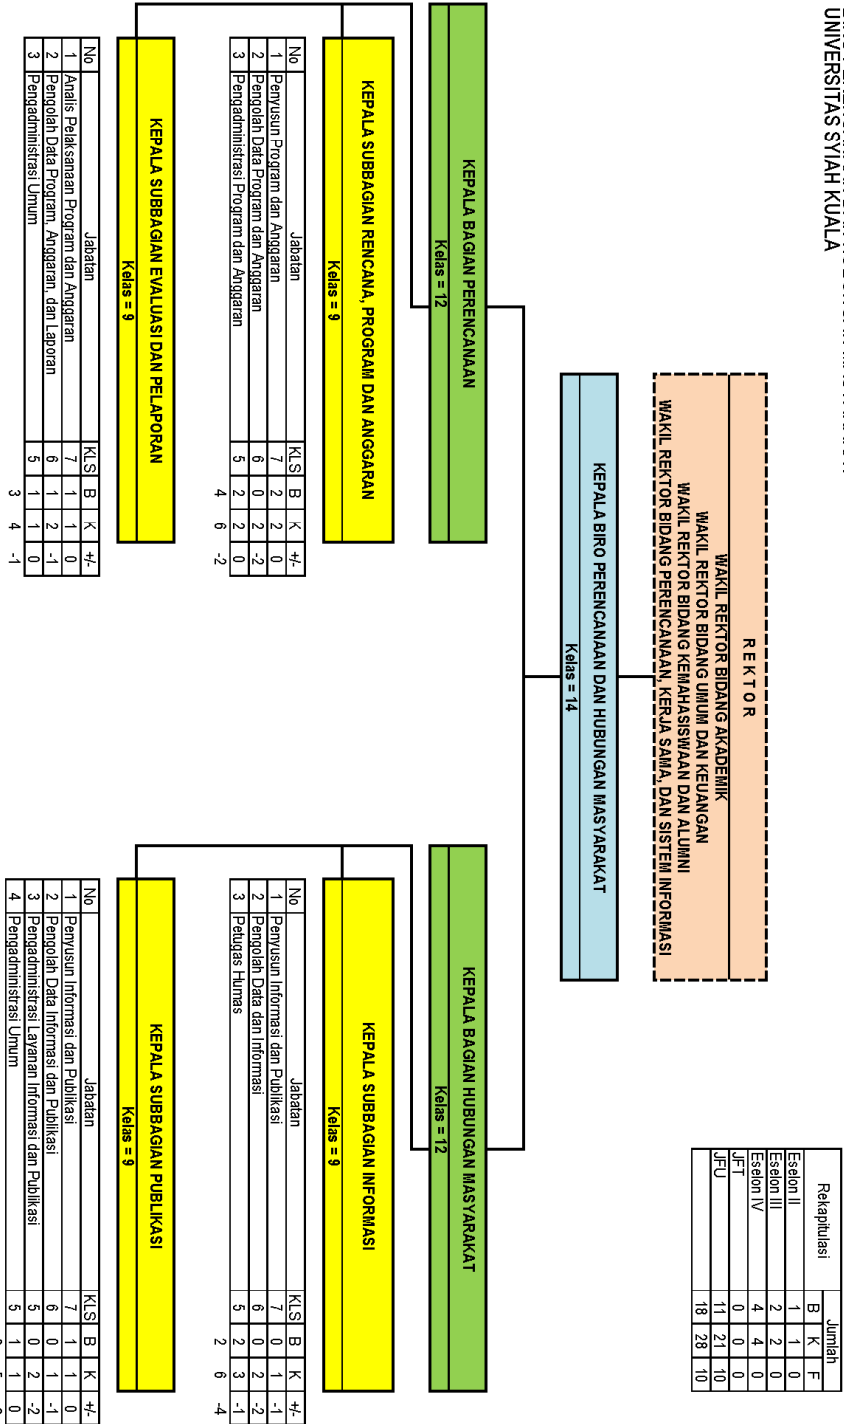 UNIVERSITAS SYIAH KUALA
R E K T O R
WAKIL REKTOR BIDANG AKADEMIK
WAKIL REKTOR BIDANG UMUM DAN KEUANGAN
WAKIL REKTOR BIDANG KEMAHASISWAAN DAN ALUMNI
WAKIL REKTOR BIDANG PERENCANAAN, KERJA SAMA, DAN SISTEM INFORMASI
Rekapitulasi Jumlah
B K F
Eselon II 1 1 0
Eselon III 2 2 0
Eselon IV 4 4 0
JFT 0 0 0
JFU 11 21 10
18 28 10
KEPALA BIRO PERENCANAAN DAN HUBUNGAN MASYARAKAT
Kelas = 14
KEPALA BAGIAN PERENCANAAN
Kelas = 12
KEPALA SUBBAGIAN RENCANA, PROGRAM DAN ANGGARAN
Kelas = 9
No Jabatan KLS B K +/-
1 Penyusun Program dan Anggaran 7 2 2 0
2 Pengolah Data Program dan Anggaran 6 0 2 -2
3 Pengadministrasi Program dan Anggaran 5 2 2 0
4 6 -2
KEPALA SUBBAGIAN EVALUASI DAN PELAPORAN
Kelas = 9
No Jabatan KLS B K +/-
1 Analis Pelaksanaan Program dan Anggaran 7 1 1 0
2 Pengolah Data Program, Anggaran, dan Laporan 6 1 2 -1
3 Pengadministrasi Umum 5 1 1 0
3 4 -1
KEPALA BAGIAN HUBUNGAN MASYARAKAT
Kelas = 12
KEPALA SUBBAGIAN INFORMASI
Kelas = 9
No Jabatan KLS B K +/-
1 Penyusun Informasi dan Publikasi 7 0 1 -1
2 Pengolah Data dan Informasi 6 0 2 -2
3 Petugas Humas 5 2 3 -1
2 6 -4
KEPALA SUBBAGIAN PUBLIKASI
Kelas = 9
No Jabatan KLS B K +/-
1 Penyusun Informasi dan Publikasi 7 1 1 0
2 Pengolah Data Informasi dan Publikasi 6 0 1 -1
3 Pengadministrasi Layanan Informasi dan Publikasi 5 0 2 -2
4 Pengadministrasi Umum 5 1 1 0